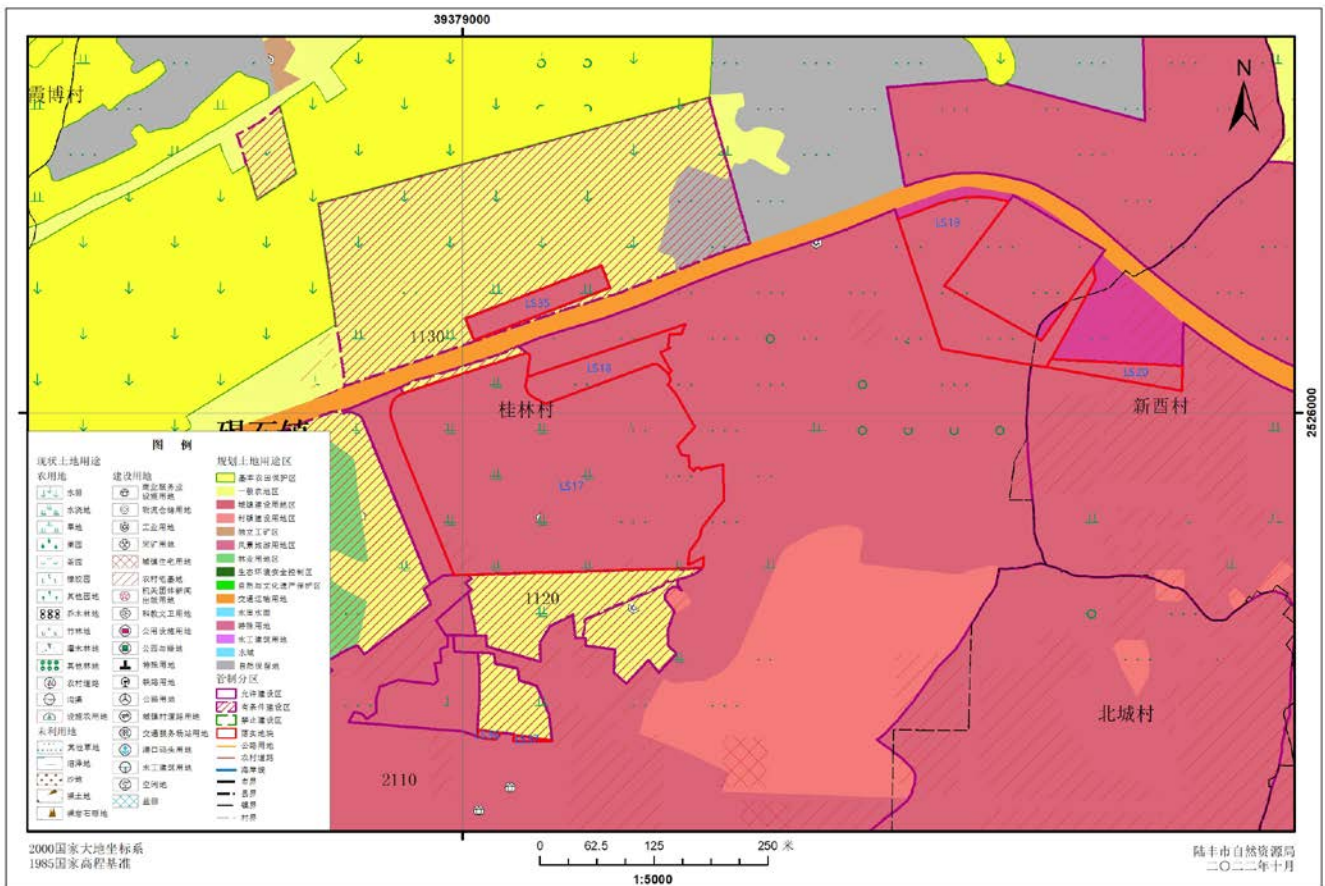 39379000
霞博村
N
LS19
LS35
1130
LS18
桂林村
LS20
新酉村
2526000
碣石镇
LS17
1120
北城村
2110
图 例
现状土地用途
农用地
水田
水浇地
旱地
果园
茶园
橡胶园
其他园地
乔木林地
竹林地
灌木林地
其他林地
农村道路
沟渠
设施农用地
未利用地
其他草地
沼泽地
沙地
裸土地
裸岩石砾地
建设用地
商业服务业
设施用地
物流仓储用地
工业用地
采矿用地
城镇住宅用地
农村宅基地
机关团体新闻
出版用地
科教文卫用地
公用设施用地
公园与绿地
特殊用地
铁路用地
公路用地
城镇村道路用地
交通服务场站用地
港口码头用地
水工建筑用地
空闲地
盐田
规划土地用途区
基本农田保护区
一般农地区
城镇建设用地区
村镇建设用地区
独立工矿区
风景旅游用地区
林业用地区
生态环境安全控制区
自然与文化遗产保护区
交通运输用地
水库水面
特殊用地
水工建筑用地
水域
自然保留地
管制分区
允许建设区
有条件建设区
禁止建设区
落实地块
公路用地
农村道路
海岸线
市界
县界
镇界
村界
2000国家大地坐标系
1985国家高程基准
0 62.5 125 250 米
1:5000
陆丰市自然资源局
二〇二二年十月